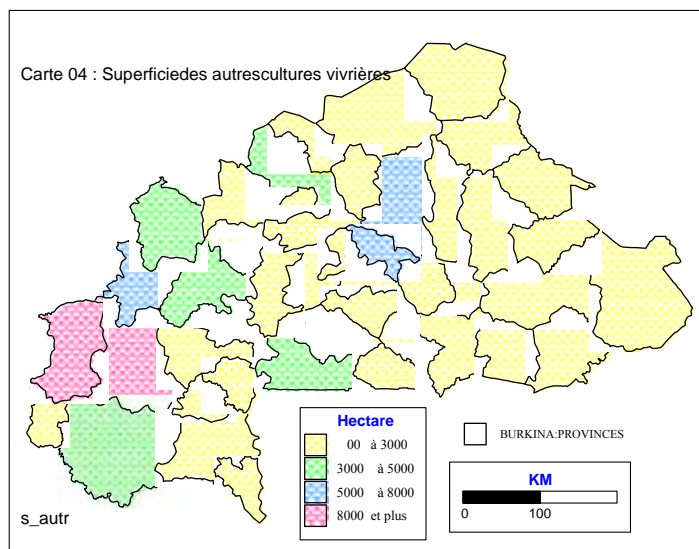 Carte 04 : Superficiedes autrescultures vivrières
Hectare
00 à 3000
3000 à 5000
5000 à 8000
8000 et plus
BURKINA:PROVINCES
KM
0 100
s_autr